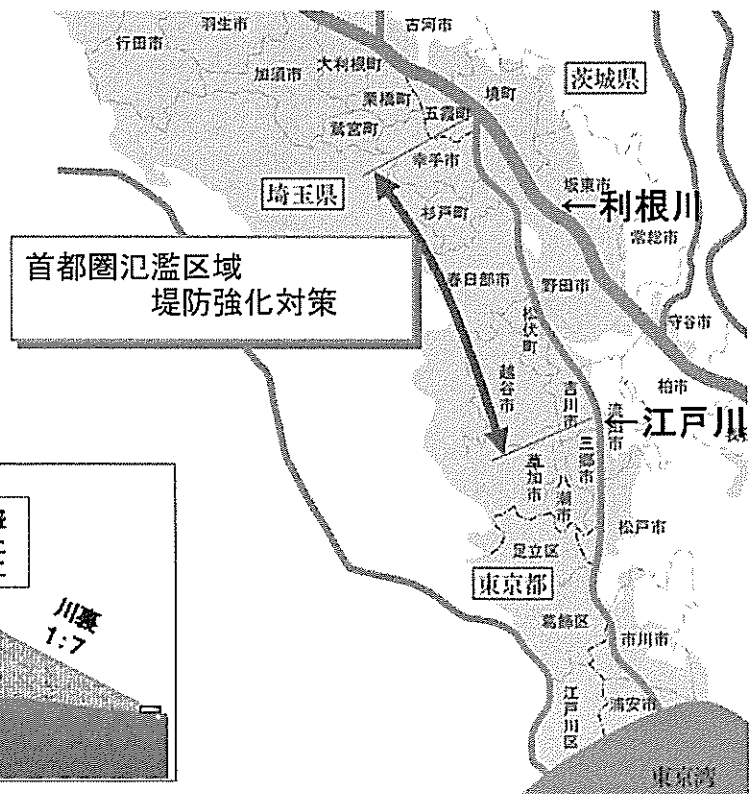 羽生市
行田市
古河市
加須市
大利根町
栗橋町
境町
茨城県
五霞町
鷲宮町
幸手市
埼玉県
坂東市
←利根川
杉戸町
常総市
首都圏氾濫区域
堤防強化対策
春日部市
野田市
松伏町
守谷市
越谷市
柏市
吉川市
流山市
←江戸川
三郷市
草加市
八潮市
松戸市
足立区
東京都
川裏
1:7
葛飾区
市川市
江戸川区
浦安市
東京湾